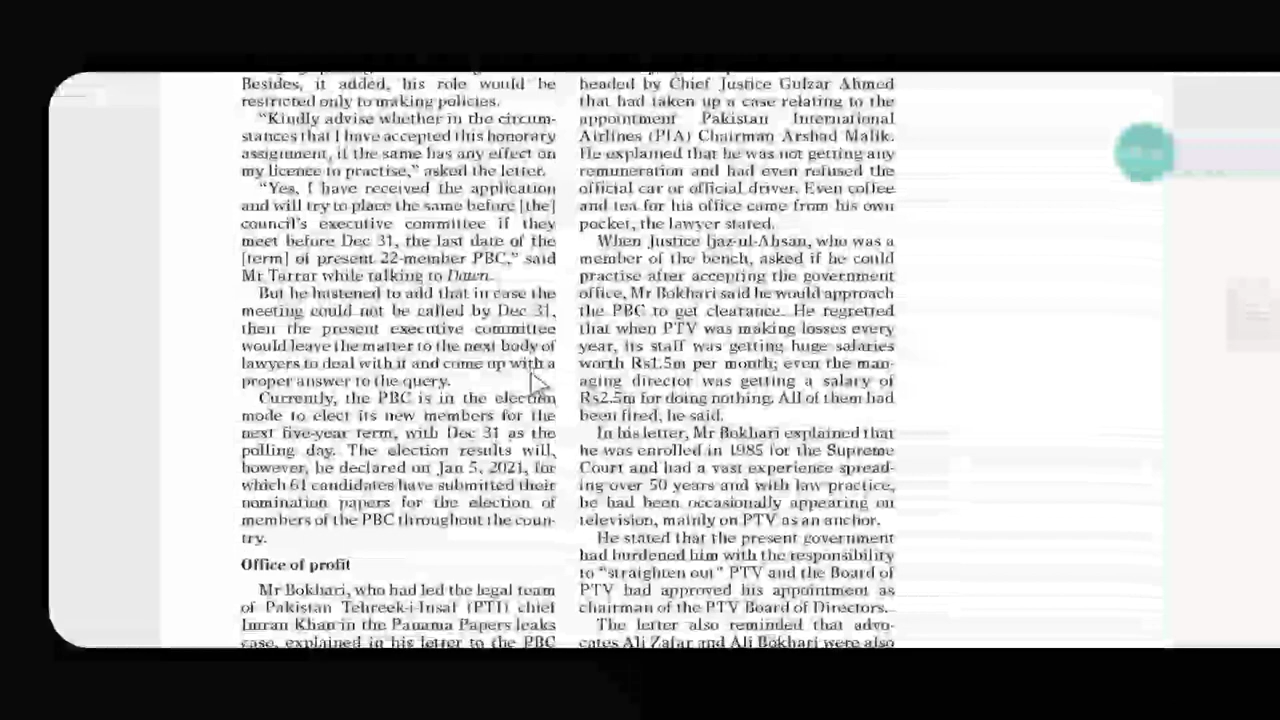 Besides, it added, his role would be
restricted only to making policies.
“Kindly advise whether in the circum-
stances that I have accepted this honorary
assignment, if the same has any effect on
my licence to practise,” asked the letter.
“Yes, I have received the application
and will try to place the same before [the]
council’s executive committee if they
meet before Dec 31, the last date of the
[term] of present 22-member PBC,” said
Mr Tarrar while talking to Dawn.
But he hastened to add that in case the
meeting could not be called by Dec 31,
then the present executive committee
would leave the matter to the next body of
lawyers to deal with it and come up with a
proper answer to the query.
Currently, the PBC is in the election
mode to elect its new members for the
next five-year term, with Dec 31 as the
polling day. The election results will,
however, be declared on Jan 5, 2021, for
which 61 candidates have submitted their
nomination papers for the election of
members of the PBC throughout the coun-
try.
Office of profit
Mr Bokhari, who had led the legal team
of Pakistan Tehreek-i-Insaf (PTI) chief
Imran Khan in the Panama Papers leaks
case, explained in his letter to the PBC
headed by Chief Justice Gulzar Ahmed
that had taken up a case relating to the
appointment Pakistan International
Airlines (PIA) Chairman Arshad Malik.
He explained that he was not getting any
remuneration and had even refused the
official car or official driver. Even coffee
and tea for his office came from his own
pocket, the lawyer stated.
When Justice Ijaz-ul-Ahsan, who was a
member of the bench, asked if he could
practise after accepting the government
office, Mr Bokhari said he would approach
the PBC to get clearance. He regretted
that when PTV was making losses every
year, its staff was getting huge salaries
worth Rs1.5m per month; even the man-
aging director was getting a salary of
Rs2.5m for doing nothing. All of them had
been fired, he said.
In his letter, Mr Bokhari explained that
he was enrolled in 1985 for the Supreme
Court and had a vast experience spread-
ing over 50 years and with law practice,
he had been occasionally appearing on
television, mainly on PTV as an anchor.
He stated that the present government
had burdened him with the responsibility
to “straighten out” PTV and the Board of
PTV had approved his appointment as
chairman of the PTV Board of Directors.
The letter also reminded that advo-
cates Ali Zafar and Ali Bokhari were also